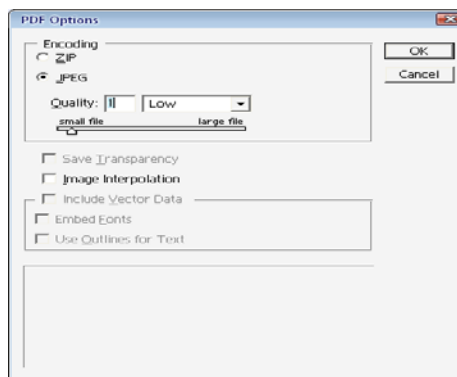 PDF Options
Encoding
ZIP
JPEG
Quality: 1 Low
small file large file
Save Transparency
Image Interpolation
Include Vector Data
Embed Fonts
Use Outlines for Text
OK
Cancel